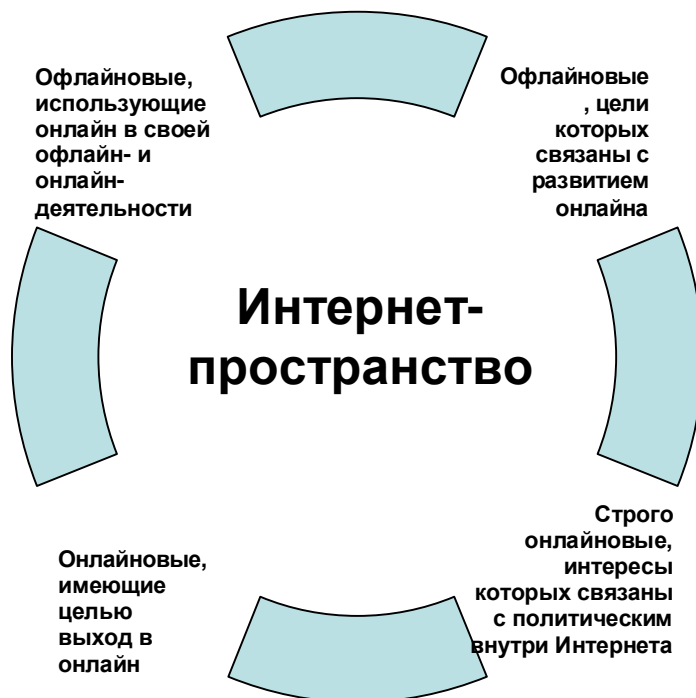 Офлайновые,
использующие
онлайн в своей
офлайн- и
онлайн-
деятельности
Офлайновые
, цели
которых
связаны с
развитием
онлайна
Интернет-
пространство
Онлайновые,
имеющие
целью
выход в
онлайн
Строго
онлайновые,
интересы
которых связаны
с политическим
внутри Интернета